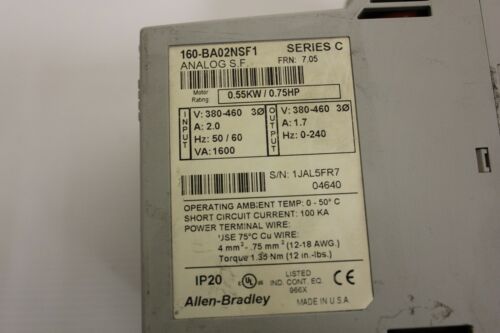 160-BA02NSF1 SERIES C
ANALOG S.F. FRN: 7.05
Motor Rating: 0.55KW / 0.75HP
INPUT
V: 380-460 3Ø
A: 2.0
Hz: 50 / 60
VA: 1600
OUTPUT
V: 380-460 3Ø
A: 1.7
Hz: 0-240
S/N: 1JAL5FR7
04640
OPERATING AMBIENT TEMP: 0 - 50° C
SHORT CIRCUIT CURRENT: 100 KA
POWER TERMINAL WIRE:
USE 75°C Cu WIRE:
4 mm² - .75 mm² (12-18 AWG.)
Torque 1.35 Nm (12 in.-lbs.)
IP20 c UL US LISTED IND. CONT. EQ. 966X CE
Allen-Bradley MADE IN U.S.A.